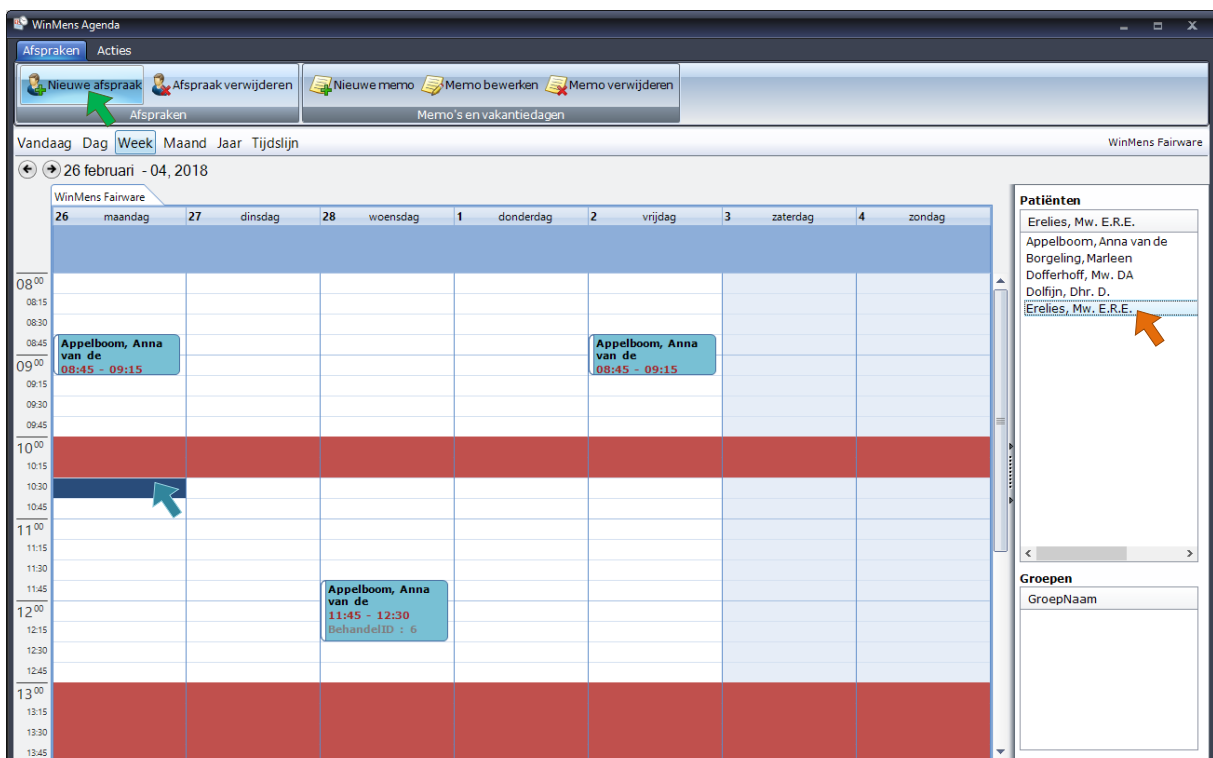 WinMens Agenda
Afspraken Acties
Nieuwe afspraak Afspraak verwijderen Nieuwe memo Memo bewerken Memo verwijderen
Afspraken Memo's en vakantiedagen
Vandaag Dag Week Maand Jaar Tijdslijn WinMens Fairware
26 februari - 04, 2018
WinMens Fairware
26 maandag 27 dinsdag 28 woensdag 1 donderdag 2 vrijdag 3 zaterdag 4 zondag
08 00
08:15
08:30
08:45
09 00
09:15
09:30
09:45
10 00
10:15
10:30
10:45
11 00
11:15
11:30
11:45
12 00
12:15
12:30
12:45
13 00
13:15
13:30
13:45
Appelboom, Anna
van de
08:45 - 09:15
Appelboom, Anna
van de
11:45 - 12:30
BehandelID : 6
Appelboom, Anna
van de
08:45 - 09:15
Patiënten
Erelies, Mw. E.R.E.
Appelboom, Anna van de
Borgeling, Marleen
Dofferhoff, Mw. DA
Dolfijn, Dhr. D.
Erelies, Mw. E.R.E.
Groepen
GroepNaam